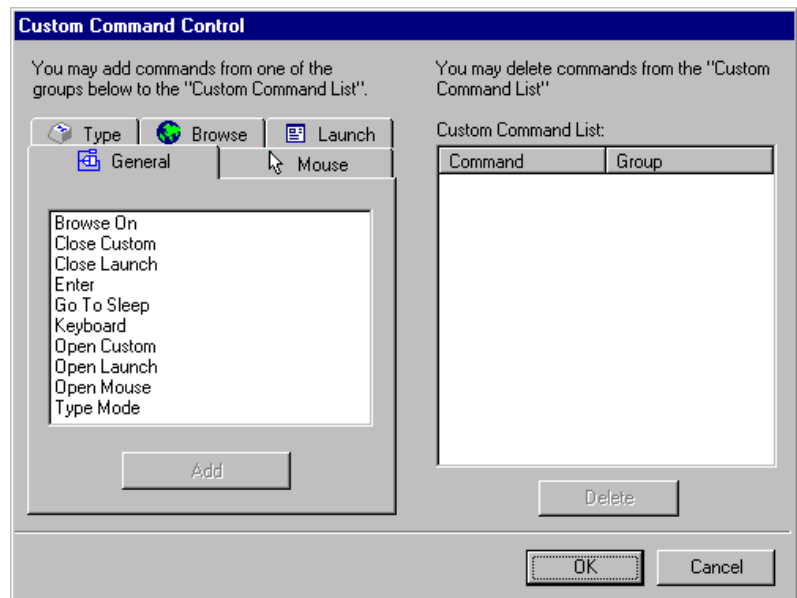 Custom Command Control
You may add commands from one of the
groups below to the "Custom Command List".
Type
Browse
Launch
General
Mouse
Browse On
Close Custom
Close Launch
Enter
Go To Sleep
Keyboard
Open Custom
Open Launch
Open Mouse
Type Mode
Add
You may delete commands from the "Custom
Command List"
Custom Command List:
Command Group
Delete
OK
Cancel